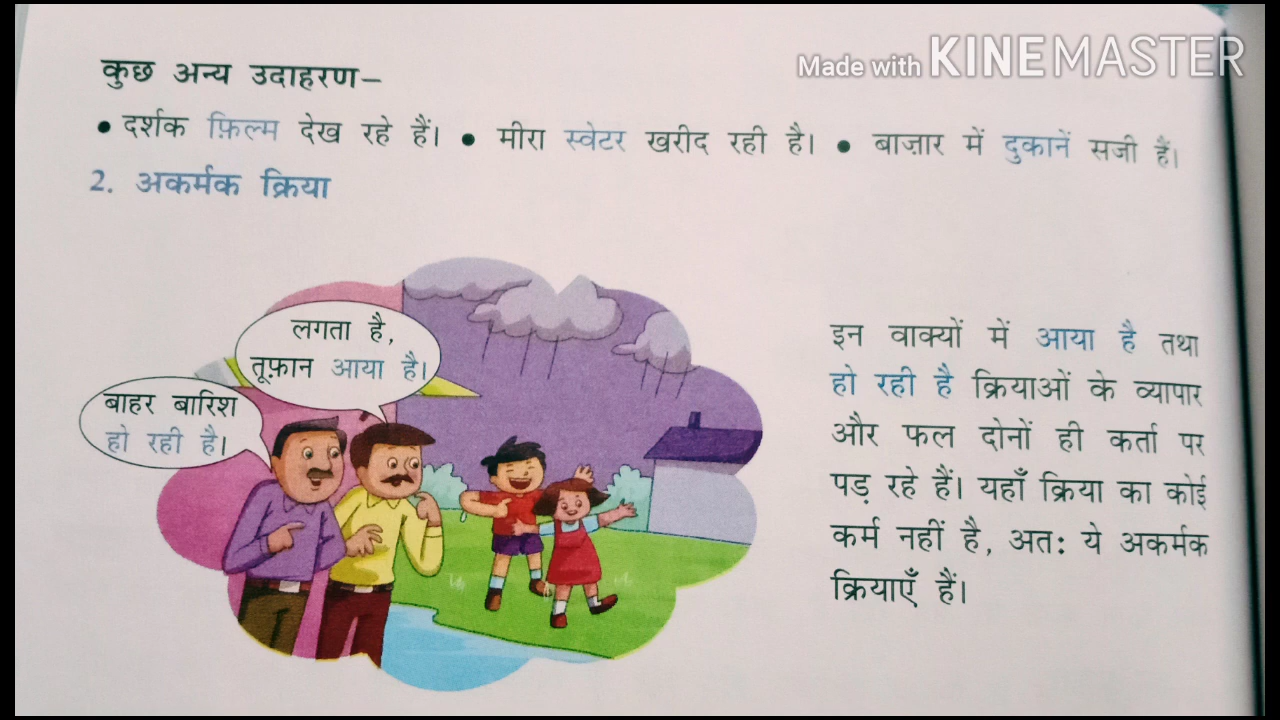 Made with KINEMASTER
कुछ अन्य उदाहरण–
• दर्शक फ़िल्म देख रहे हैं। • मीरा स्वेटर खरीद रही है। • बाज़ार में दुकानें सजी हैं।
2. अकर्मक क्रिया
लगता है,
तूफ़ान आया है।
बाहर बारिश
हो रही है।
इन वाक्यों में आया है तथा
हो रही है क्रियाओं के व्यापार
और फल दोनों ही कर्ता पर
पड़ रहे हैं। यहाँ क्रिया का कोई
कर्म नहीं है, अतः ये अकर्मक
क्रियाएँ हैं।